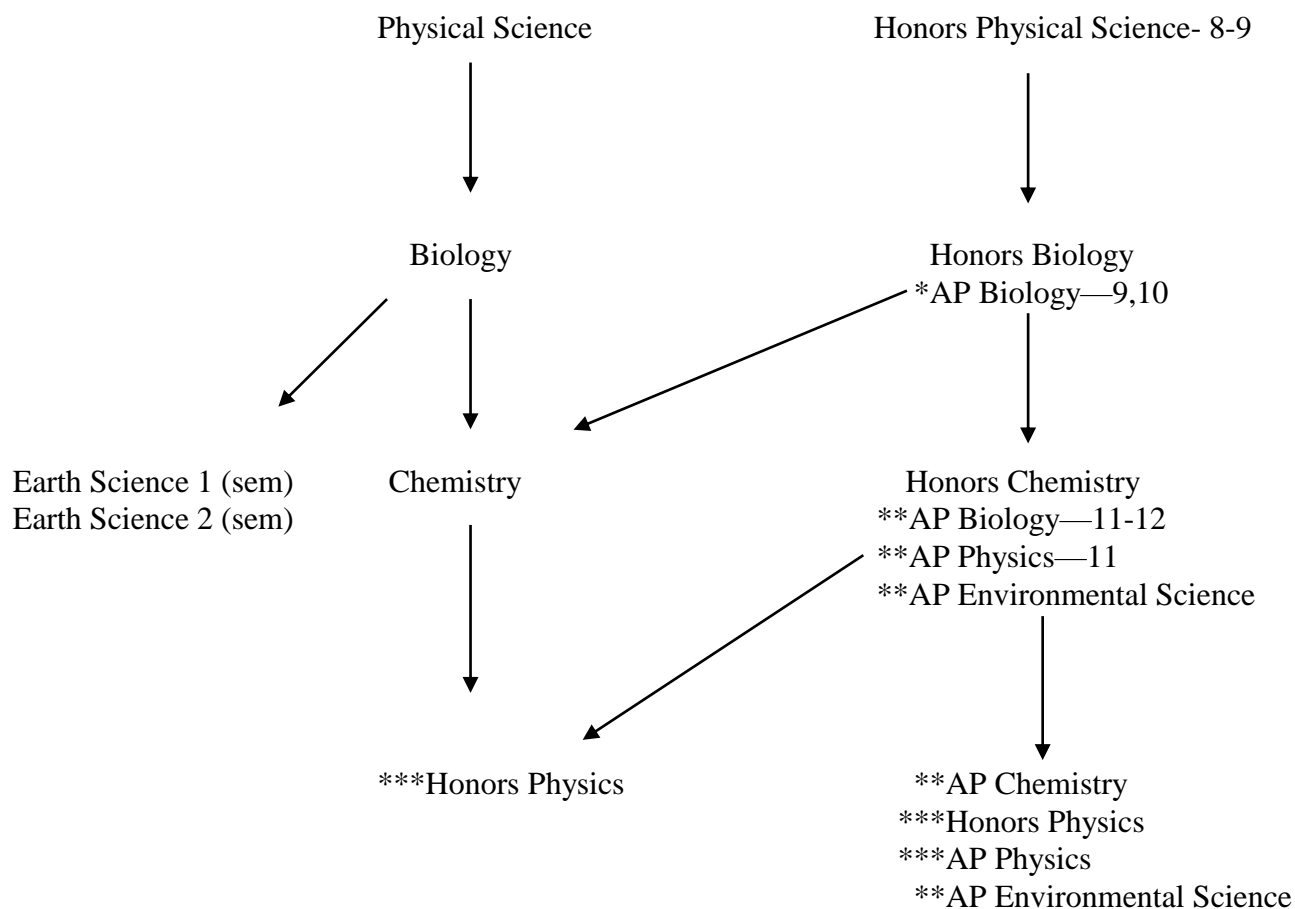 Physical Science
Honors Physical Science- 8-9
Biology
Honors Biology
*AP Biology—9,10
Earth Science 1 (sem)
Earth Science 2 (sem)
Chemistry
Honors Chemistry
**AP Biology—11-12
**AP Physics—11
**AP Environmental Science
***Honors Physics
**AP Chemistry
***Honors Physics
***AP Physics
**AP Environmental Science